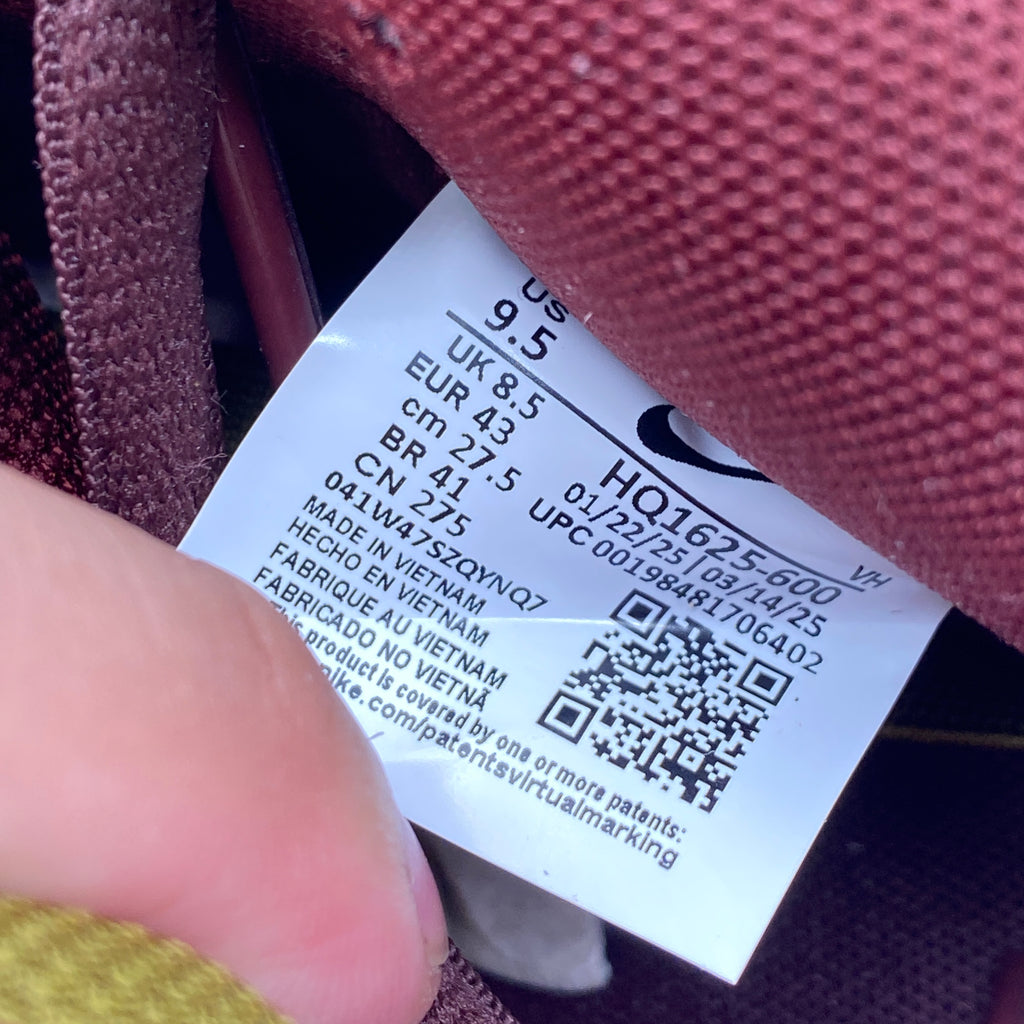 US
9.5
UK 8.5
EUR 43
cm 27.5
BR 41
CN 275
041W47SZQYNQ7
MADE IN VIETNAM
HECHO EN VIETNAM
FABRIQUE AU VIETNAM
FABRICADO NO VIETNÃ
This product is covered by one or more patents:
nike.com/patentsvirtualmarking
VH
HQ1625-600
01/22/25 | 03/14/25
UPC 00198481706402